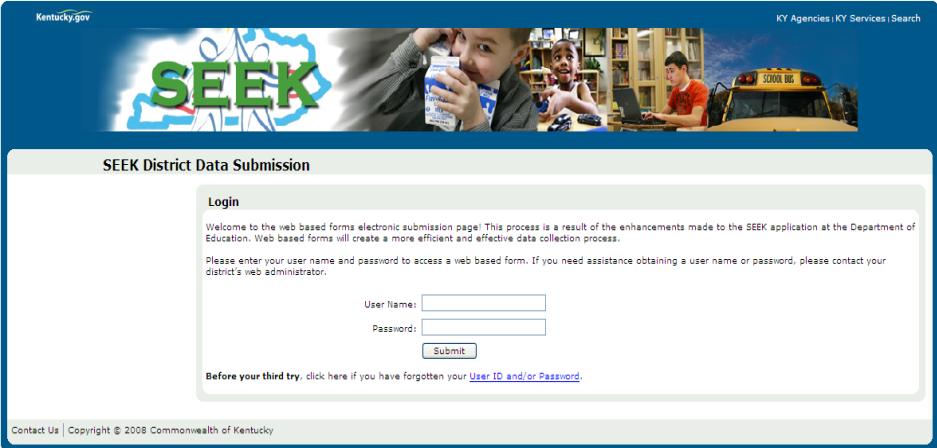 Kentucky.gov
KY Agencies | KY Services | Search
SEEK
SCHOOL BUS
SEEK District Data Submission
Login
Welcome to the web based forms electronic submission page! This process is a result of the enhancements made to the SEEK application at the Department of
Education. Web based forms will create a more efficient and effective data collection process.
Please enter your user name and password to access a web based form. If you need assistance obtaining a user name or password, please contact your
district's web administrator.
User Name:
Password:
Submit
Before your third try, click here if you have forgotten your User ID and/or Password.
Contact Us | Copyright © 2008 Commonwealth of Kentucky